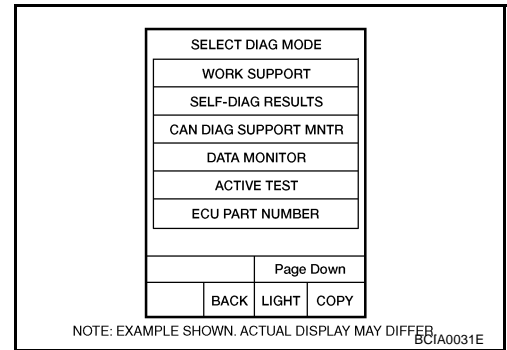 SELECT DIAG MODE
WORK SUPPORT
SELF-DIAG RESULTS
CAN DIAG SUPPORT MNTR
DATA MONITOR
ACTIVE TEST
ECU PART NUMBER
Page Down
BACK LIGHT COPY
NOTE: EXAMPLE SHOWN. ACTUAL DISPLAY MAY DIFFER.
BCIA0031E